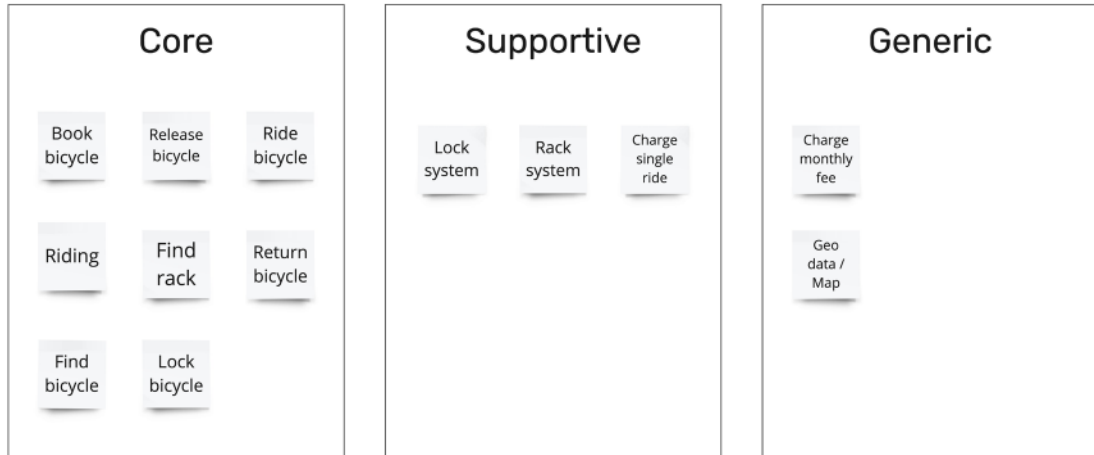 Core
Book
bicycle
Release
bicycle
Ride
bicycle
Riding
Find
rack
Return
bicycle
Find
bicycle
Lock
bicycle
Supportive
Lock
system
Rack
system
Charge
single
ride
Generic
Charge
monthly
fee
Geo
data /
Map